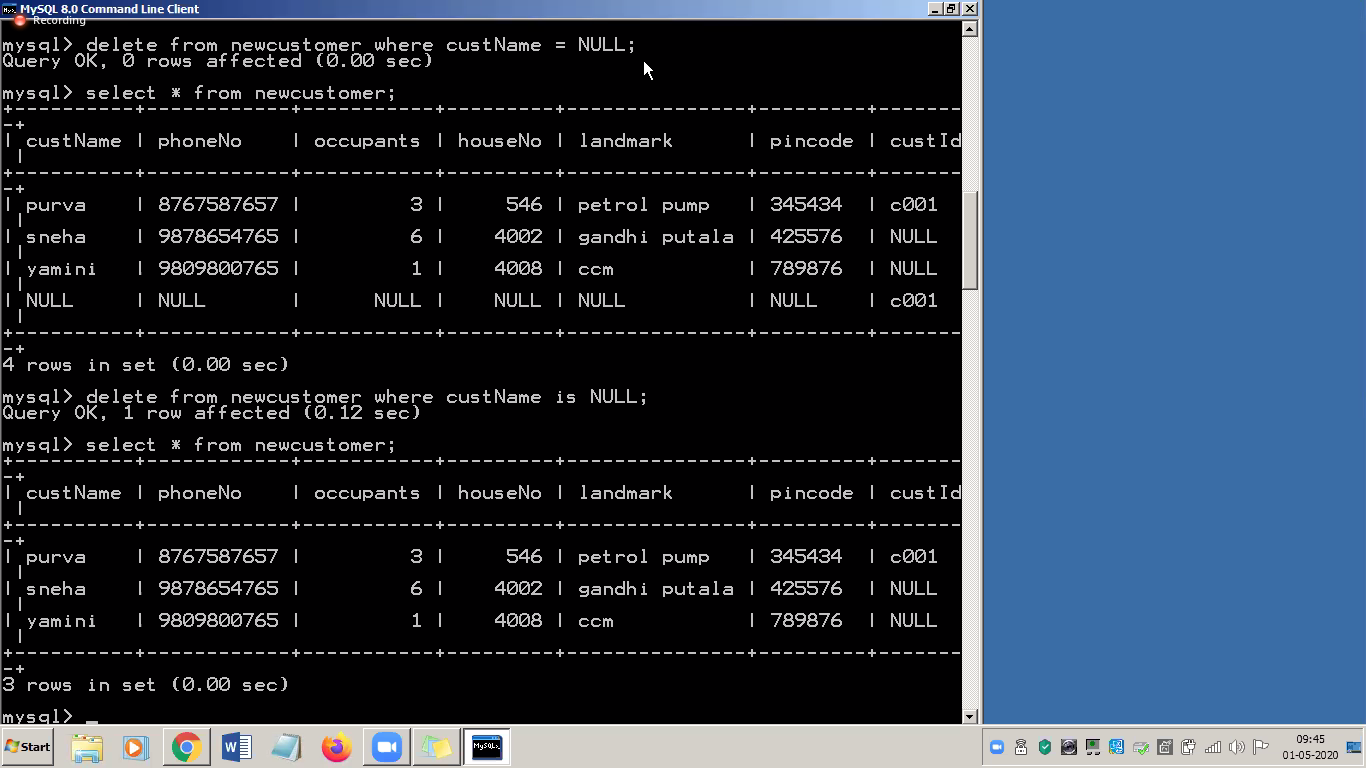 MySQL 8.0 Command Line Client
Recording
mysql> delete from newcustomer where custName = NULL;
Query OK, 0 rows affected (0.00 sec)
mysql> select * from newcustomer;
+----------+------------+-----------+---------+---------------+---------+-------
-+
| custName | phoneNo    | occupants | houseNo | landmark      | pincode | custId
 |
+----------+------------+-----------+---------+---------------+---------+-------
-+
| purva    | 8767587657 |         3 |     546 | petrol pump   | 345434  | c001
 |
| sneha    | 9878654765 |         6 |    4002 | gandhi putala | 425576  | NULL
 |
| yamini   | 9809800765 |         1 |    4008 | ccm           | 789876  | NULL
 |
| NULL     | NULL       |      NULL |    NULL | NULL          | NULL    | c001
 |
+----------+------------+-----------+---------+---------------+---------+-------
-+
4 rows in set (0.00 sec)
mysql> delete from newcustomer where custName is NULL;
Query OK, 1 row affected (0.12 sec)
mysql> select * from newcustomer;
+----------+------------+-----------+---------+---------------+---------+-------
-+
| custName | phoneNo    | occupants | houseNo | landmark      | pincode | custId
 |
+----------+------------+-----------+---------+---------------+---------+-------
-+
| purva    | 8767587657 |         3 |     546 | petrol pump   | 345434  | c001
 |
| sneha    | 9878654765 |         6 |    4002 | gandhi putala | 425576  | NULL
 |
| yamini   | 9809800765 |         1 |    4008 | ccm           | 789876  | NULL
 |
+----------+------------+-----------+---------+---------------+---------+-------
-+
3 rows in set (0.00 sec)
mysql> _
Start
09:45
01-05-2020